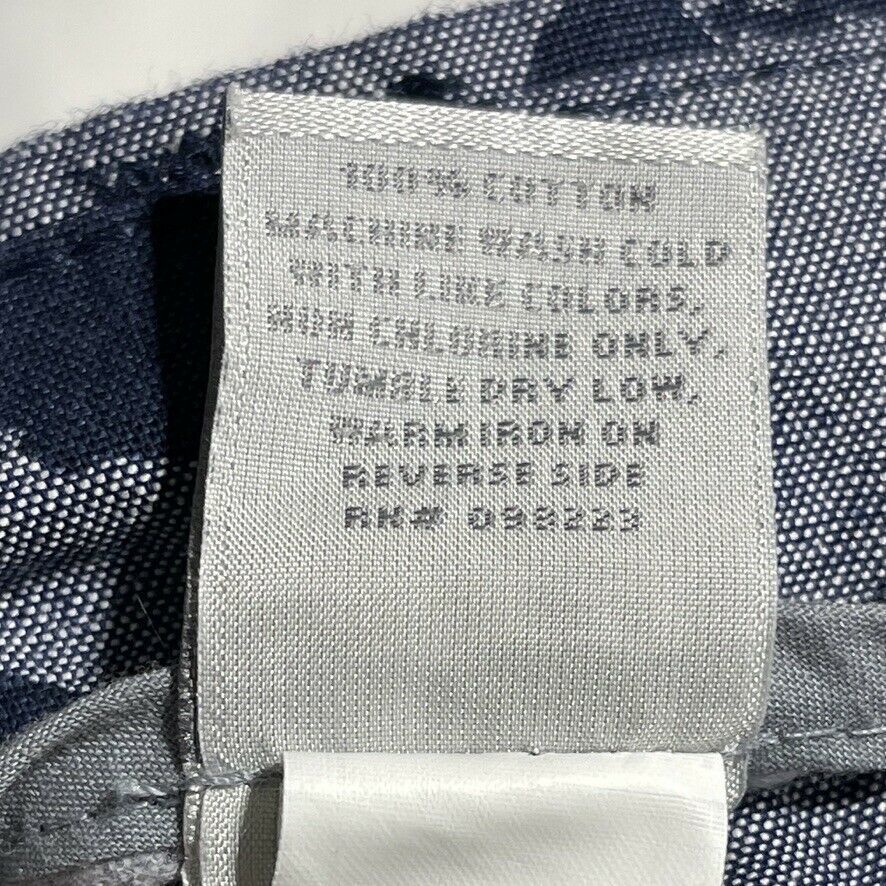 100% COTTON
MACHINE WASH COLD
WITH LIKE COLORS,
NON CHLORINE ONLY,
TUMBLE DRY LOW,
WARM IRON ON
REVERSE SIDE
RN# 098223